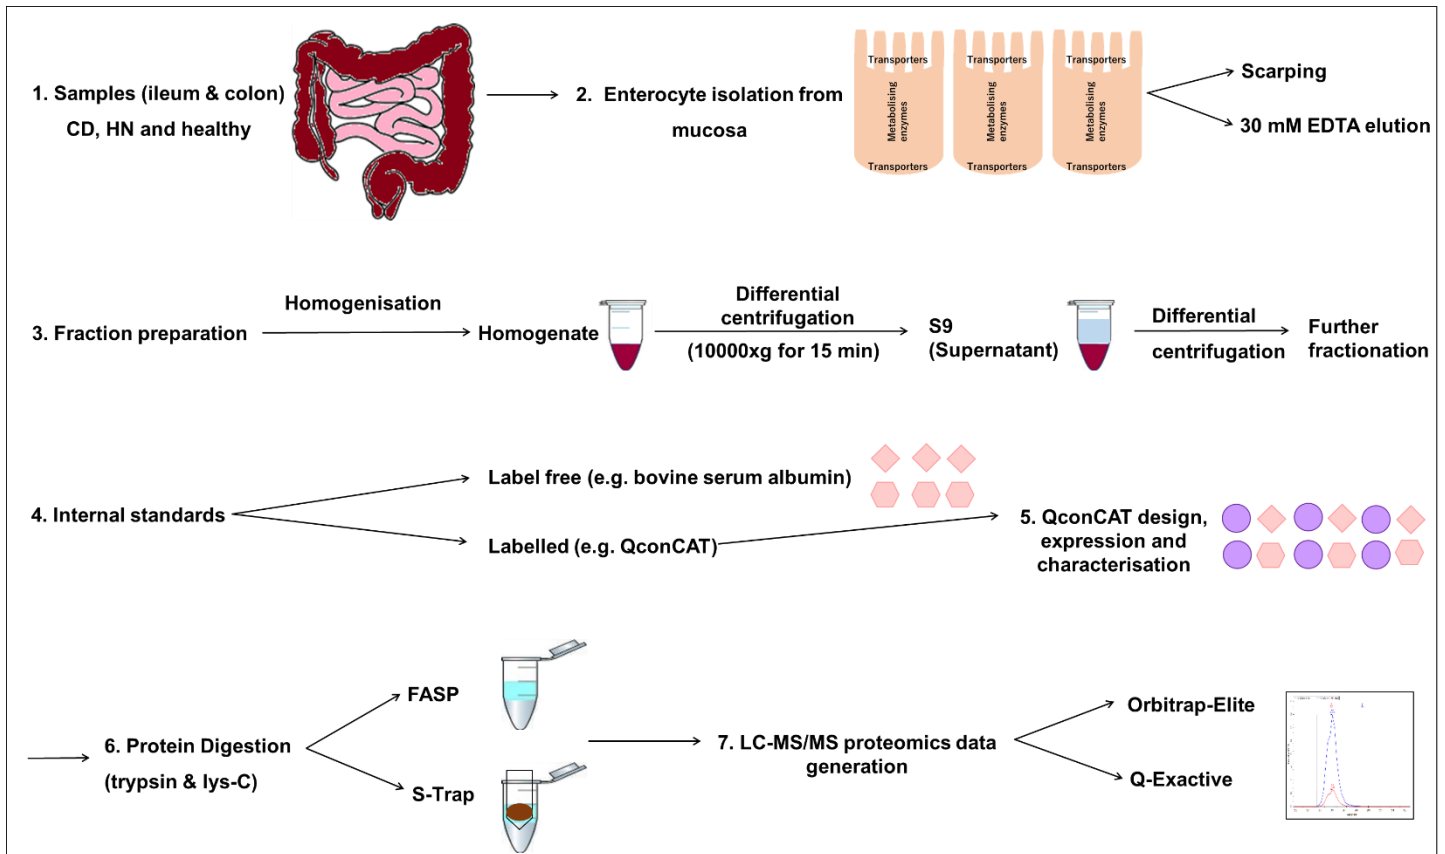 1. Samples (ileum & colon)
CD, HN and healthy
2. Enterocyte isolation from
mucosa
Transporters
Transporters
Transporters
Metabolising
enzymes
Metabolising
enzymes
Metabolising
enzymes
Transporters
Transporters
Transporters
Scarping
30 mM EDTA elution
3. Fraction preparation
Homogenisation
Homogenate
Differential
centrifugation
(10000xg for 15 min)
S9
(Supernatant)
Differential
centrifugation
Further
fractionation
4. Internal standards
Label free (e.g. bovine serum albumin)
Labelled (e.g. QconCAT)
5. QconCAT design,
expression and
characterisation
6. Protein Digestion
(trypsin & lys-C)
FASP
S-Trap
7. LC-MS/MS proteomics data
generation
Orbitrap-Elite
Q-Exactive